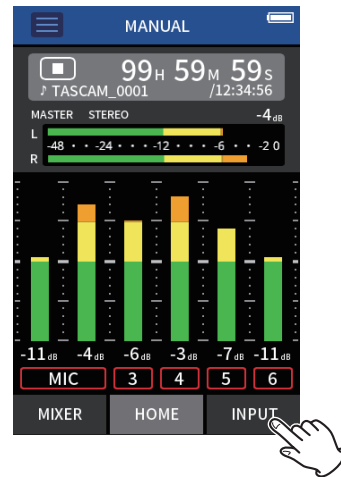 MANUAL
99H 59M 59S
♪ TASCAM_0001 /12:34:56
MASTER STEREO -4dB
L
-48 · · -24 · · · -12 · · · -6 · · -2 0
R
-11dB -4dB -6dB -3dB -7dB -11dB
MIC 3 4 5 6
MIXER HOME INPUT